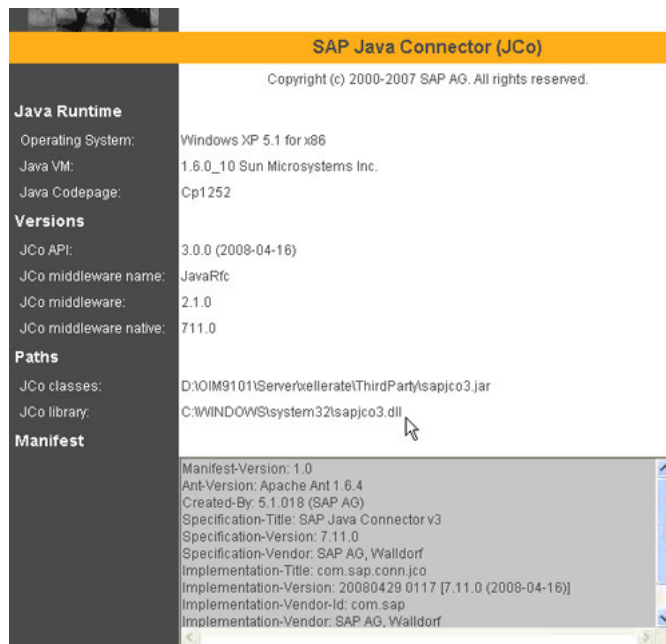 SAP Java Connector (JCo)
Copyright (c) 2000-2007 SAP AG. All rights reserved.
Java Runtime
Operating System: Windows XP 5.1 for x86
Java VM: 1.6.0_10 Sun Microsystems Inc.
Java Codepage: Cp1252
Versions
JCo API: 3.0.0 (2008-04-16)
JCo middleware name: JavaRfc
JCo middleware: 2.1.0
JCo middleware native: 711.0
Paths
JCo classes: D:\OIM9101\Server\xellerate\ThirdParty\sapjco3.jar
JCo library: C:\WINDOWS\system32\sapjco3.dll
Manifest
Manifest-Version: 1.0
Ant-Version: Apache Ant 1.6.4
Created-By: 5.1.018 (SAP AG)
Specification-Title: SAP Java Connector v3
Specification-Version: 7.11.0
Specification-Vendor: SAP AG, Walldorf
Implementation-Title: com.sap.conn.jco
Implementation-Version: 20080429 0117 [7.11.0 (2008-04-16)]
Implementation-Vendor-Id: com.sap
Implementation-Vendor: SAP AG, Walldorf